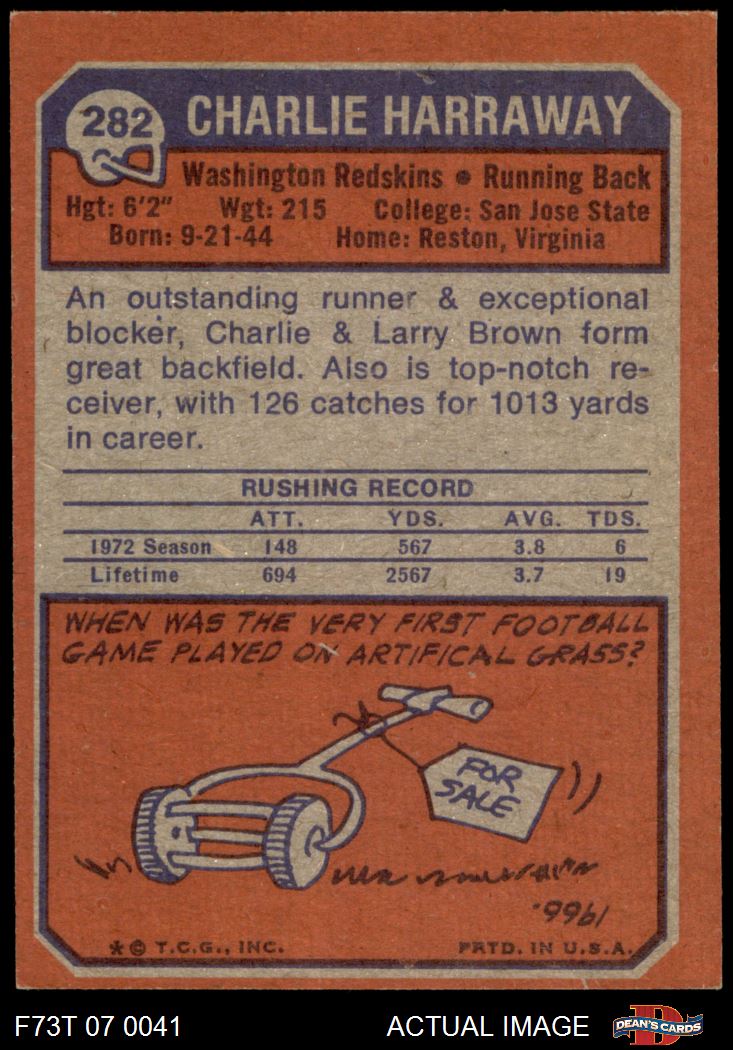 282 CHARLIE HARRAWAY
Washington Redskins • Running Back
Hgt: 6'2" Wgt: 215 College: San Jose State
Born: 9-21-44 Home: Reston, Virginia
An outstanding runner & exceptional
blocker, Charlie & Larry Brown form
great backfield. Also is top-notch re-
ceiver, with 126 catches for 1013 yards
in career.
RUSHING RECORD
ATT. YDS. AVG. TDS.
1972 Season 148 567 3.8 6
Lifetime 694 2567 3.7 19
WHEN WAS THE VERY FIRST FOOTBALL
GAME PLAYED ON ARTIFICAL GRASS?
FOR
SALE
1966.
* © T.C.G., INC. PRTD. IN U.S.A.
F73T 07 0041 ACTUAL IMAGE D DEAN'S CARDS